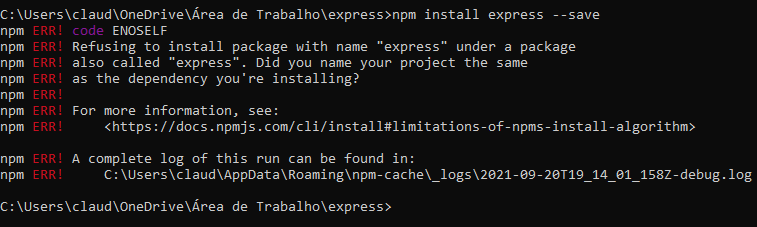 C:\Users\claud\OneDrive\Área de Trabalho\express>npm install express --save
npm ERR! code ENOSELF
npm ERR! Refusing to install package with name "express" under a package
npm ERR! also called "express". Did you name your project the same
npm ERR! as the dependency you're installing?
npm ERR!
npm ERR! For more information, see:
npm ERR!     <https://docs.npmjs.com/cli/install#limitations-of-npms-install-algorithm>
npm ERR! A complete log of this run can be found in:
npm ERR!     C:\Users\claud\AppData\Roaming\npm-cache\_logs\2021-09-20T19_14_01_158Z-debug.log
C:\Users\claud\OneDrive\Área de Trabalho\express>